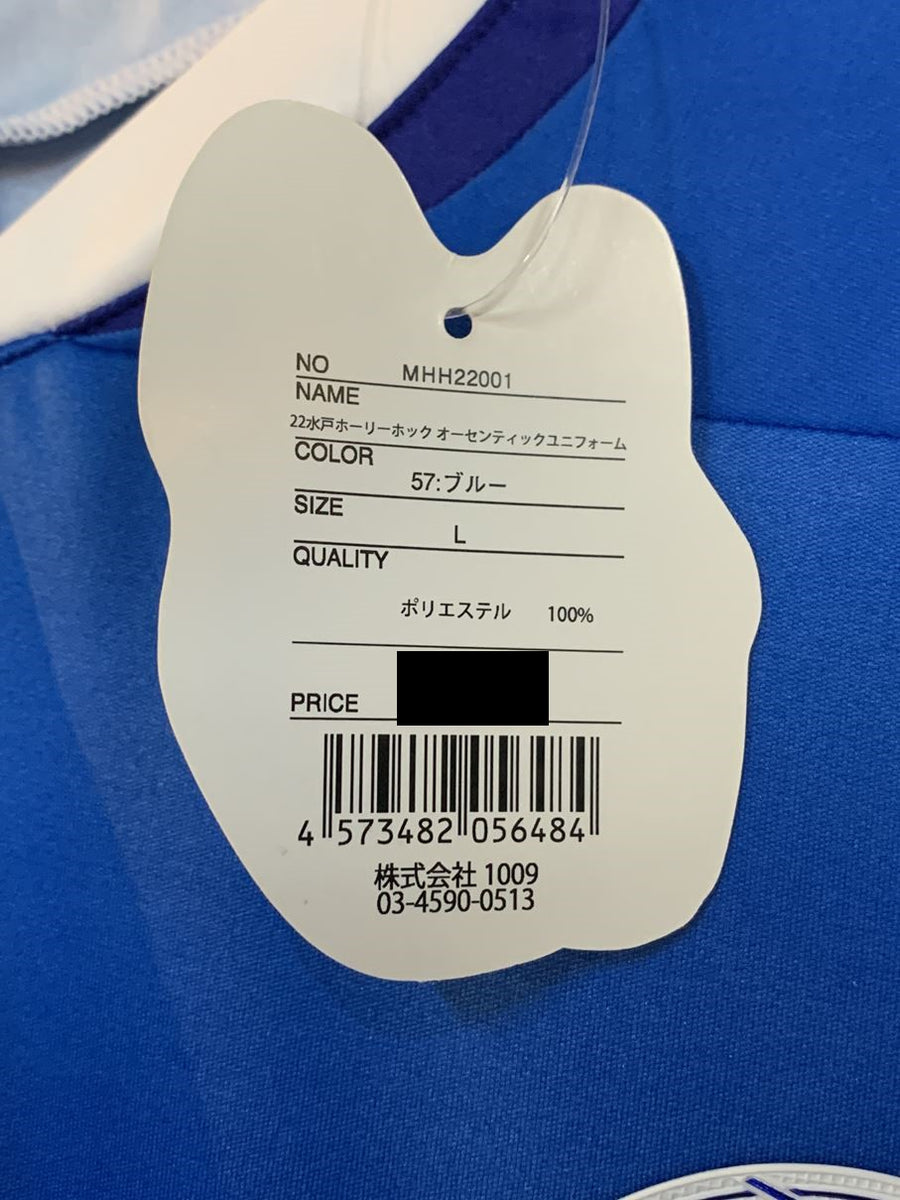 NO MHH22001
NAME
22水戸ホーリーホック オーセンティックユニフォーム
COLOR
57:ブルー
SIZE
L
QUALITY
ポリエステル 100%
PRICE
4 573482 056484
株式会社 1009
03-4590-0513